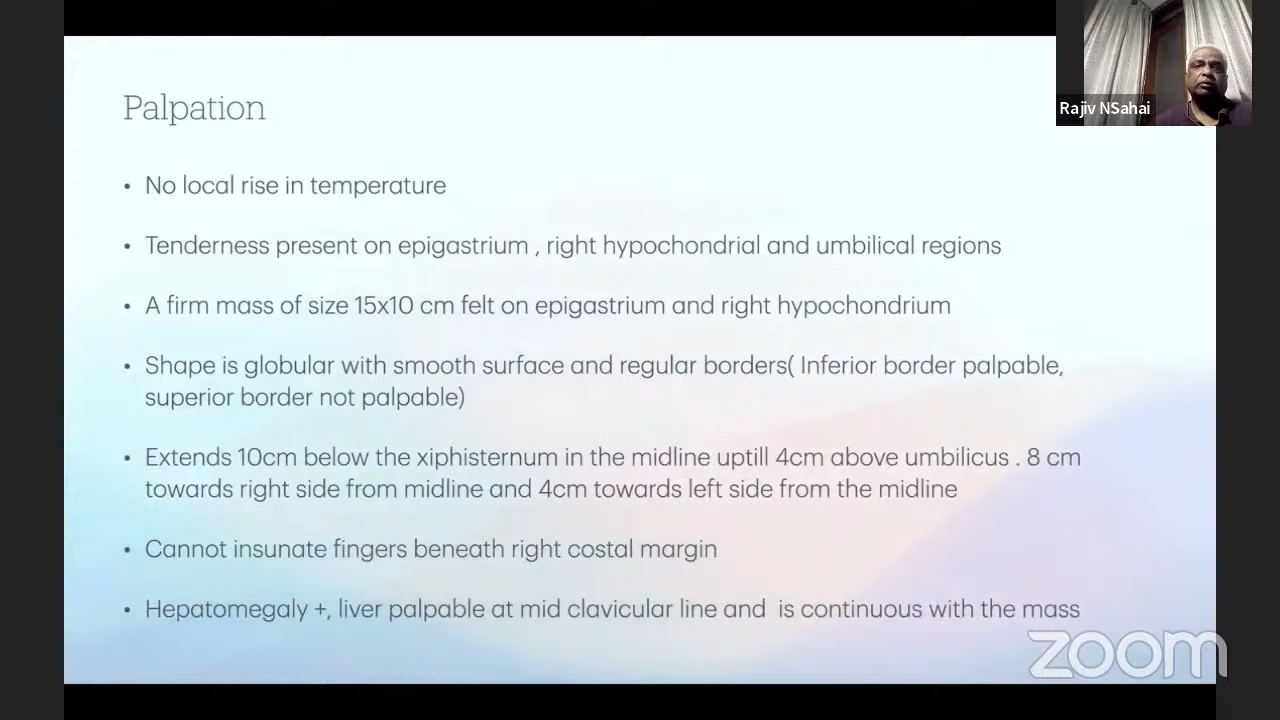 Palpation
Rajiv NSahai
• No local rise in temperature
• Tenderness present on epigastrium , right hypochondrial and umbilical regions
• A firm mass of size 15x10 cm felt on epigastrium and right hypochondrium
• Shape is globular with smooth surface and regular borders( Inferior border palpable,
superior border not palpable)
• Extends 10cm below the xiphisternum in the midline uptill 4cm above umbilicus . 8 cm
towards right side from midline and 4cm towards left side from the midline
• Cannot insunate fingers beneath right costal margin
• Hepatomegaly +, liver palpable at mid clavicular line and is continuous with the mass
zoom